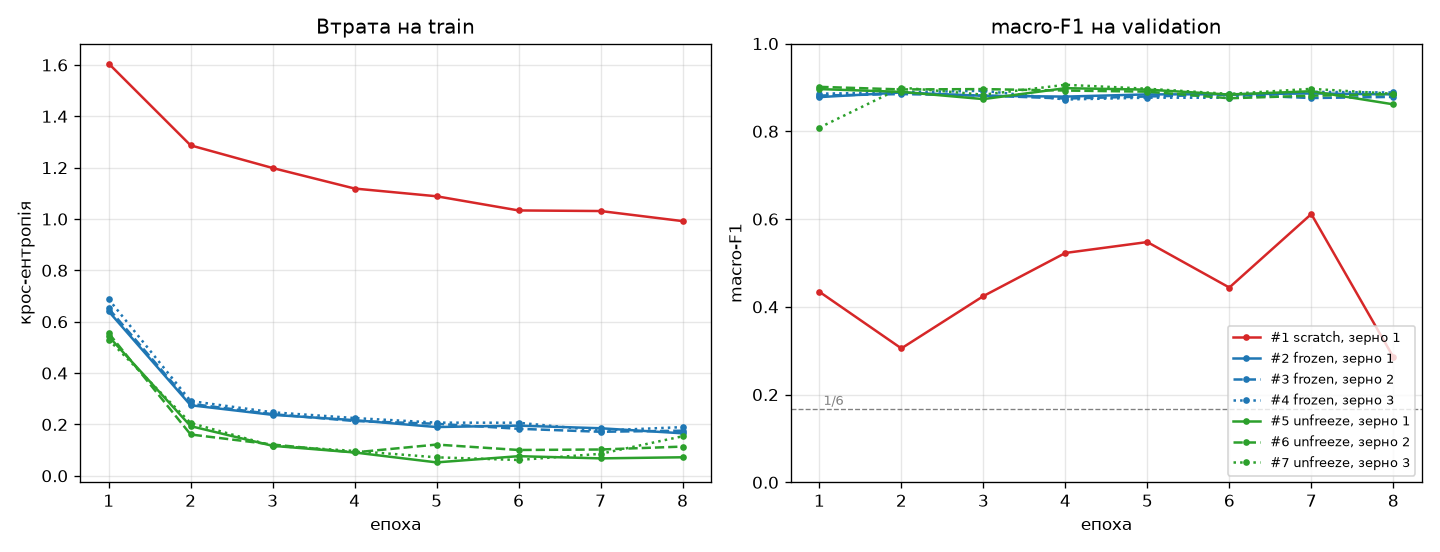 Втрата на train
крос-ентропія
1.6
1.4
1.2
1.0
0.8
0.6
0.4
0.2
0.0
1 2 3 4 5 6 7 8
епоха
macro-F1 на validation
macro-F1
1.0
0.8
0.6
0.4
0.2
0.0
1/6
#1 scratch, зерно 1
#2 frozen, зерно 1
#3 frozen, зерно 2
#4 frozen, зерно 3
#5 unfreeze, зерно 1
#6 unfreeze, зерно 2
#7 unfreeze, зерно 3
1 2 3 4 5 6 7 8
епоха